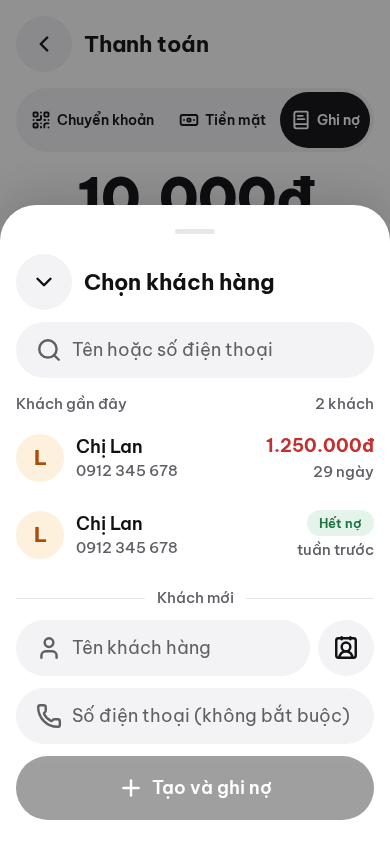 Thanh toán
Chuyển khoản
Tiền mặt
Ghi nợ
10.000đ
Chọn khách hàng
Tên hoặc số điện thoại
Khách gần đây
2 khách
L
Chị Lan
1.250.000đ
0912 345 678
29 ngày
L
Chị Lan
Hết nợ
0912 345 678
tuần trước
Khách mới
Tên khách hàng
Số điện thoại (không bắt buộc)
Tạo và ghi nợ